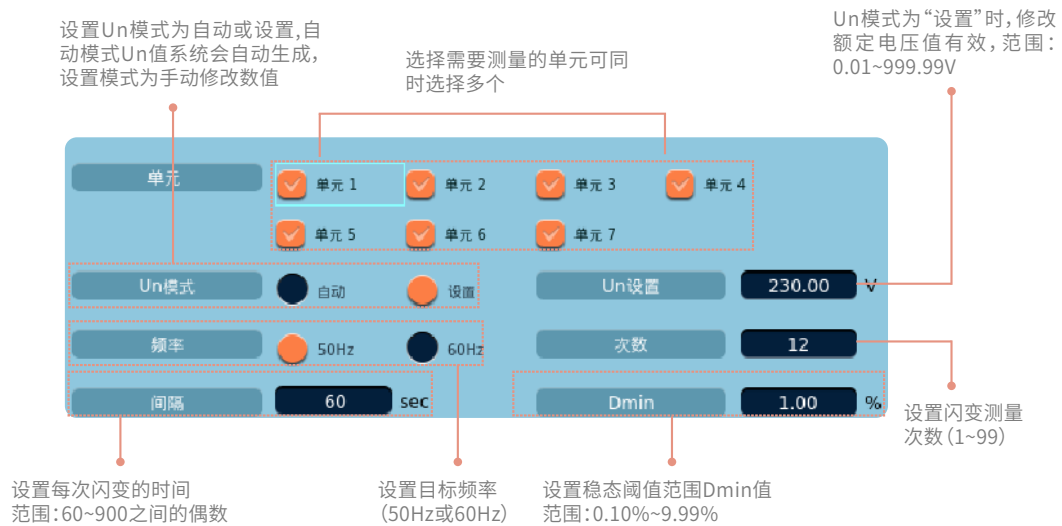 设置Un模式为自动或设置,自
动模式Un值系统会自动生成,
设置模式为手动修改数值
选择需要测量的单元可同
时选择多个
Un模式为“设置”时,修改
额定电压值有效,范围:
0.01~999.99V
单元
单元 1
单元 2
单元 3
单元 4
单元 5
单元 6
单元 7
Un模式
自动
设置
Un设置
230.00
V
频率
50Hz
60Hz
次数
12
间隔
60
sec
Dmin
1.00
%
设置闪变测量
次数(1~99)
设置每次闪变的时间
范围:60~900之间的偶数
设置目标频率
(50Hz或60Hz)
设置稳态阈值范围Dmin值
范围:0.10%~9.99%